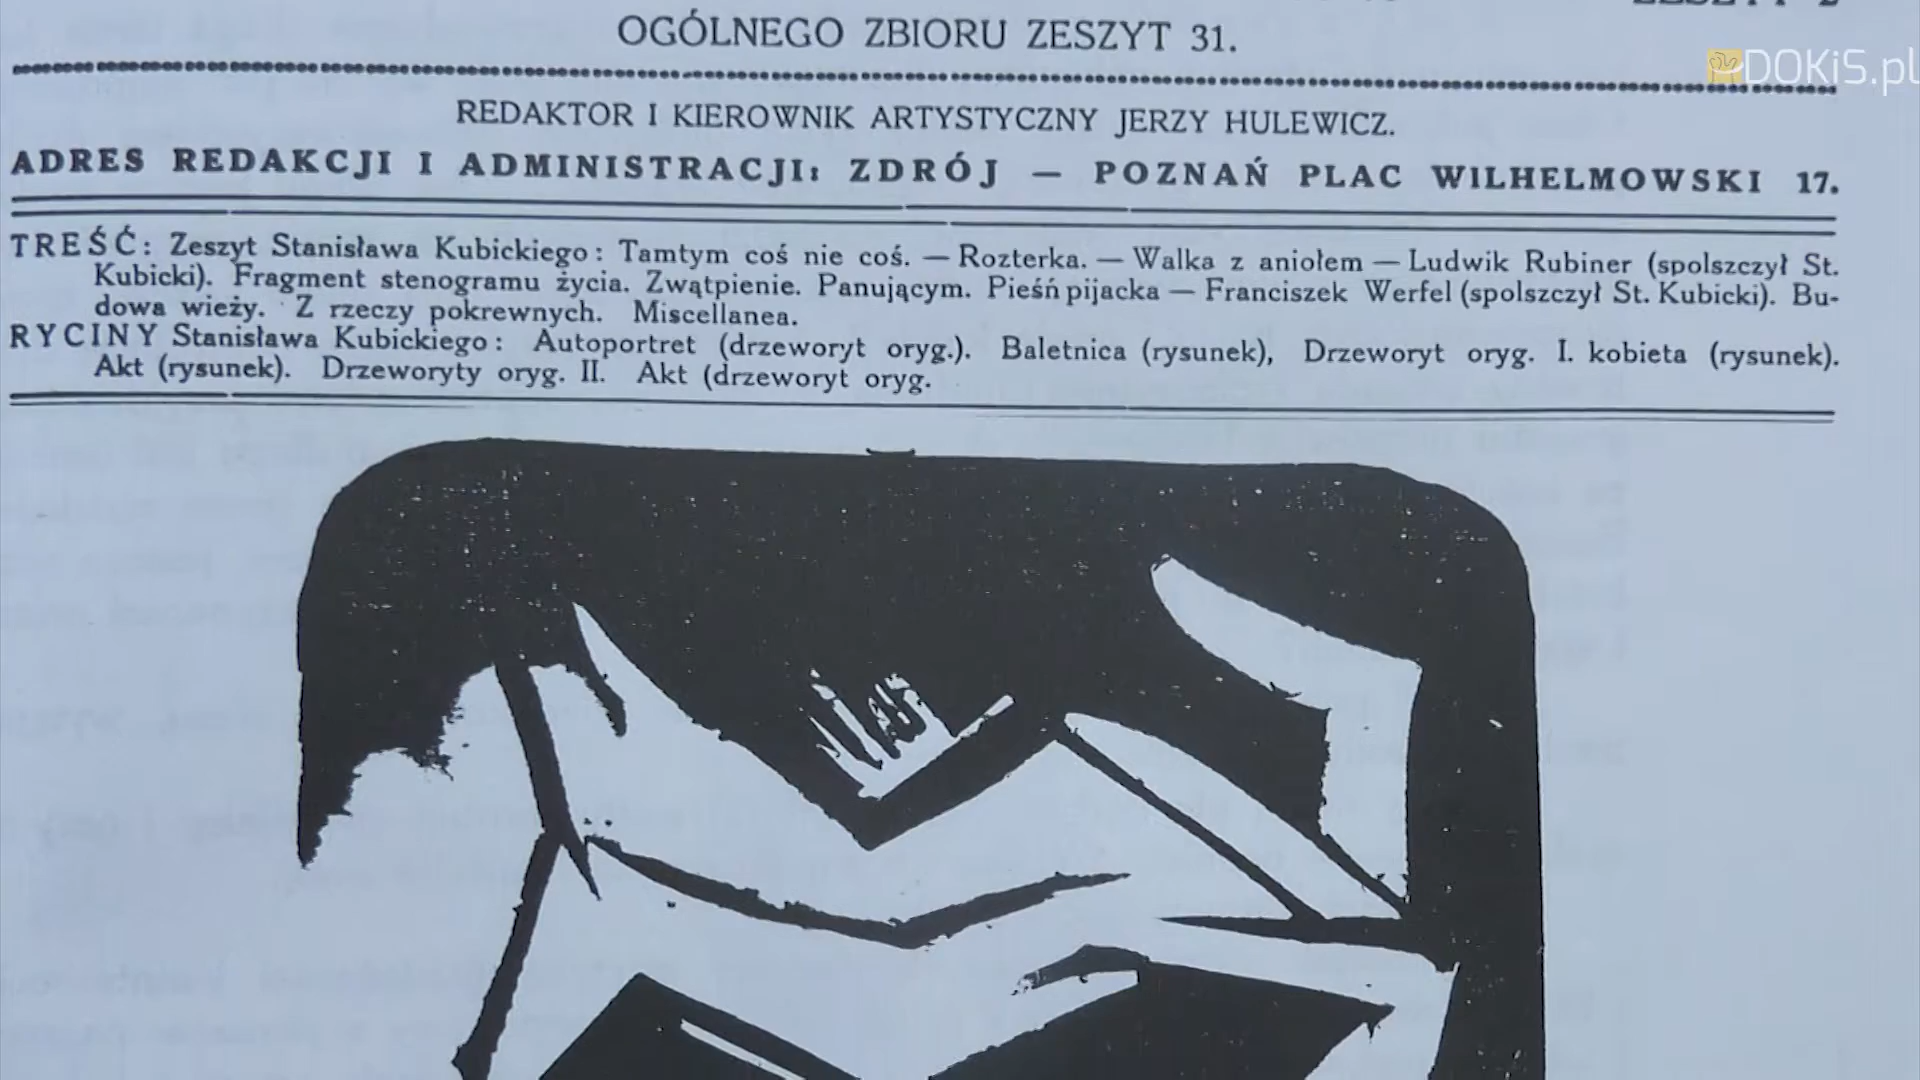 ZESZYT 2
OGÓLNEGO ZBIORU ZESZYT 31.
DOKiS.pl
REDAKTOR I KIEROWNIK ARTYSTYCZNY JERZY HULEWICZ.
ADRES REDAKCJI I ADMINISTRACJI: ZDRÓJ — POZNAŃ PLAC WILHELMOWSKI 17.
TREŚĆ: Zeszyt Stanisława Kubickiego: Tamtym coś nie coś. — Rozterka. — Walka z aniołem — Ludwik Rubiner (spolszczył St.
Kubicki). Fragment stenogramu życia. Zwątpienie. Panującym. Pieśń pijacka — Franciszek Werfel (spolszczył St. Kubicki). Bu-
dowa wieży. Z rzeczy pokrewnych. Miscellanea.
RYCINY Stanisława Kubickiego: Autoportret (drzeworyt oryg.). Baletnica (rysunek), Drzeworyt oryg. I. kobieta (rysunek).
Akt (rysunek). Drzeworyty oryg. II. Akt (drzeworyt oryg.